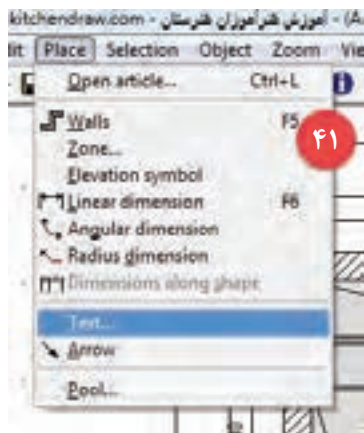 kitchendraw.com - آموزش هنرآموزان هنرستان - (A
dit Place Selection Object Zoom Vie
Open article... Ctrl+L
Walls F5
۴۱
Zone...
Elevation symbol
Linear dimension F6
Angular dimension
Radius dimension
Dimensions along shape
Text...
Arrow
Pool...